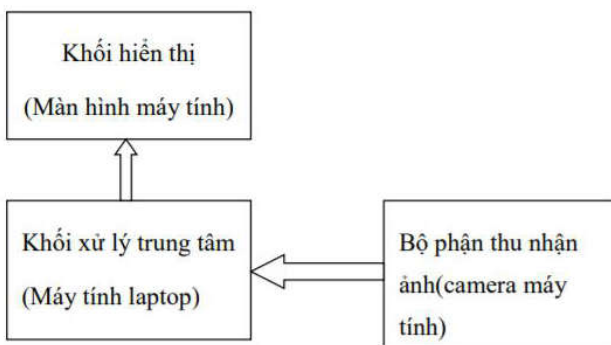 Khối hiển thị
(Màn hình máy tính)
Khối xử lý trung tâm
(Máy tính laptop)
Bộ phận thu nhận
ảnh(camera máy
tính)